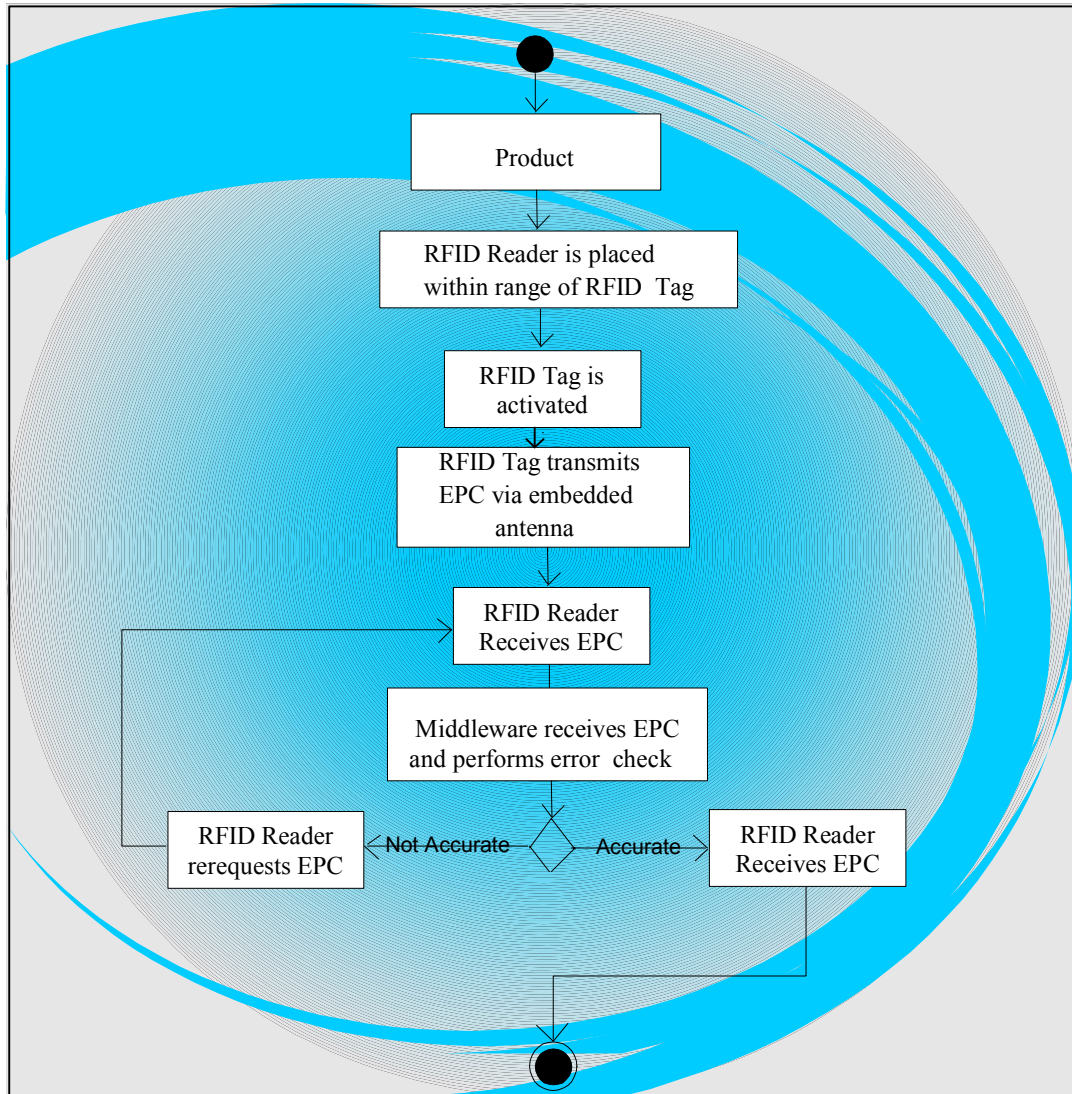 Product
RFID Reader is placed
within range of RFID Tag
RFID Tag is
activated
RFID Tag transmits
EPC via embedded
antenna
RFID Reader
Receives EPC
Middleware receives EPC
and performs error check
RFID Reader
rerequests EPC
Not Accurate
Accurate
RFID Reader
Receives EPC